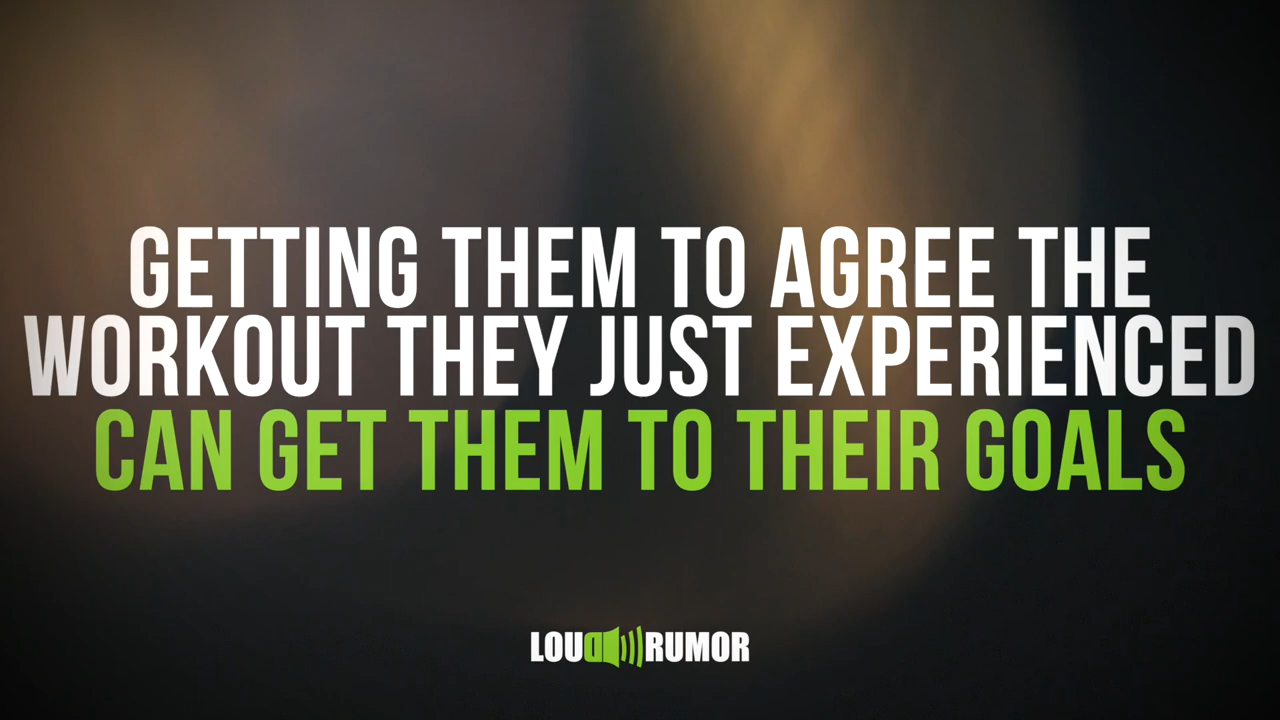 GETTING THEM TO AGREE THE
WORKOUT THEY JUST EXPERIENCED
CAN GET THEM TO THEIR GOALS
LOUD RUMOR